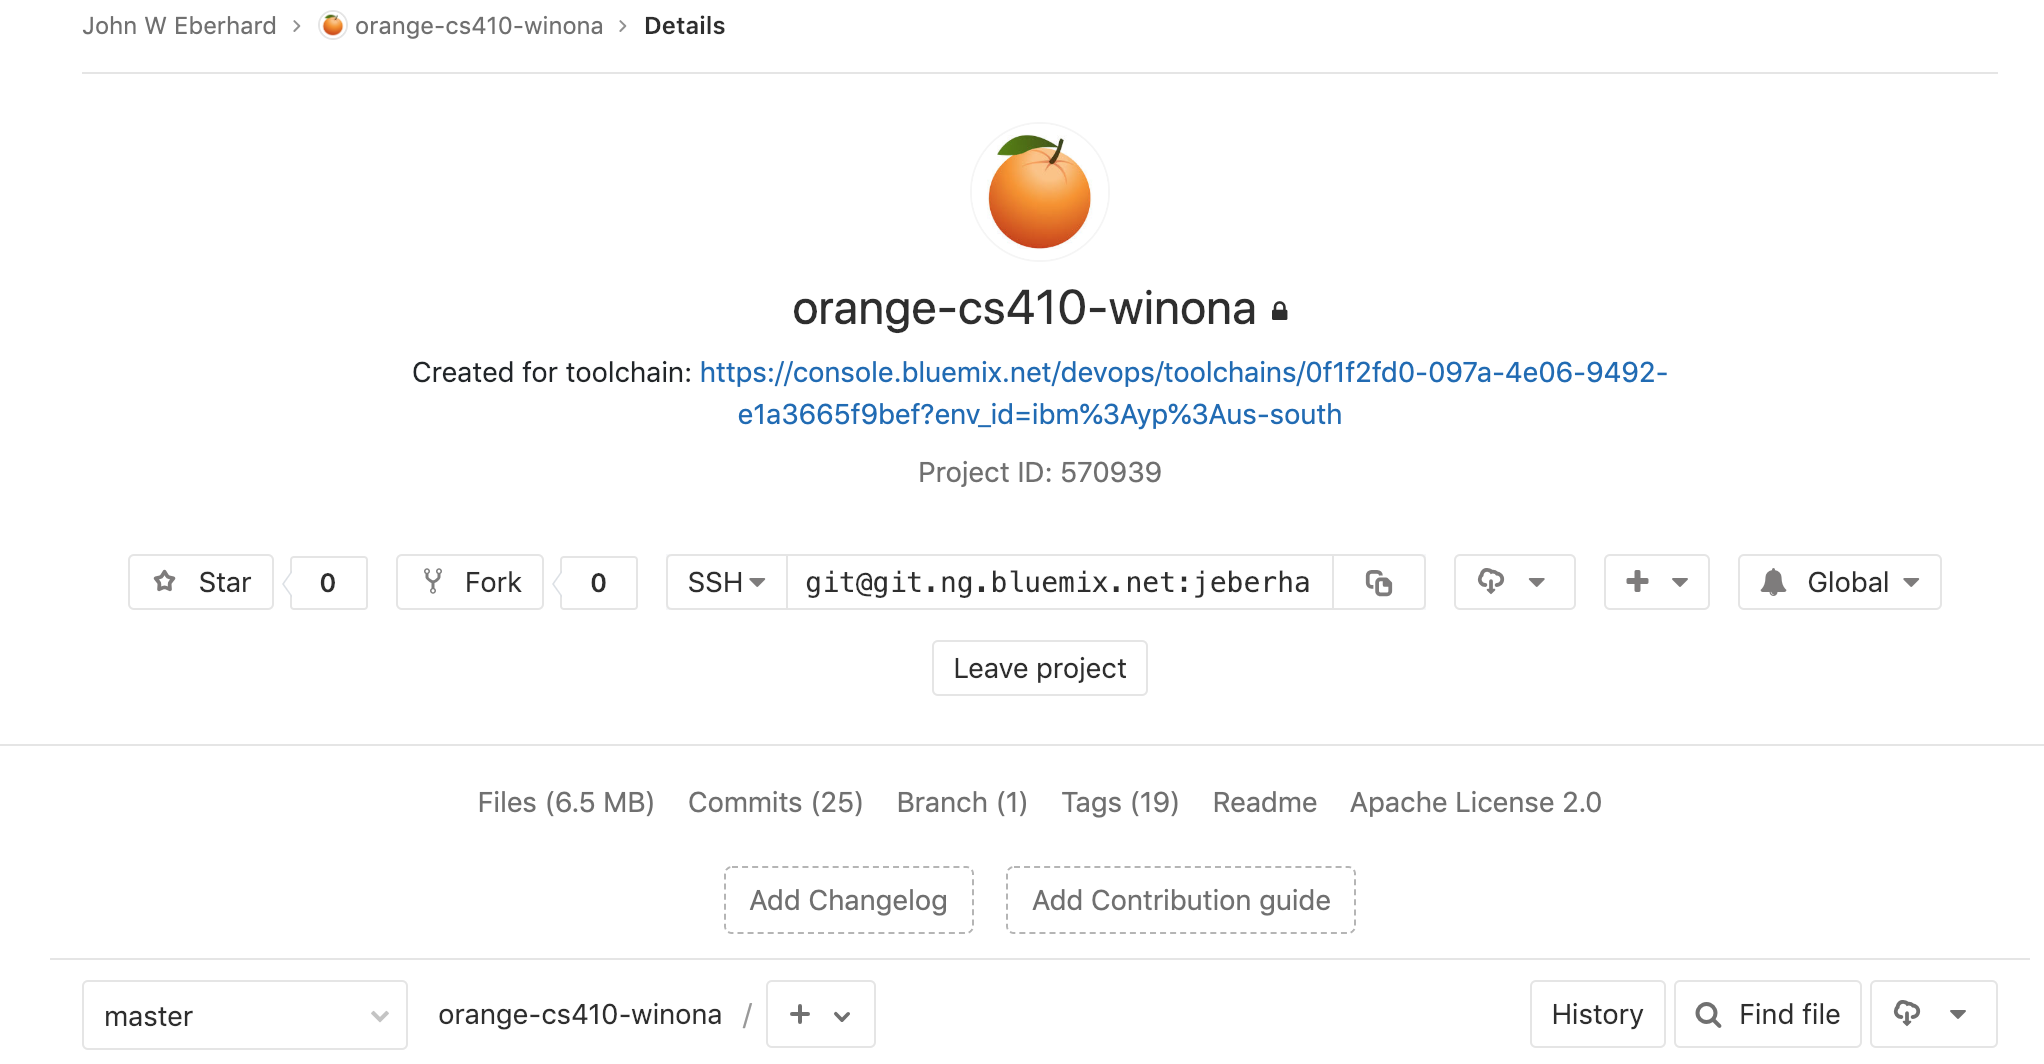 John W Eberhard > orange-cs410-winona > Details
orange-cs410-winona
Created for toolchain: https://console.bluemix.net/devops/toolchains/0f1f2fd0-097a-4e06-9492-
e1a3665f9bef?env_id=ibm%3Ayp%3Aus-south
Project ID: 570939
Star 0 Fork 0 SSH git@git.ng.bluemix.net:jeberha Global
Leave project
Files (6.5 MB) Commits (25) Branch (1) Tags (19) Readme Apache License 2.0
Add Changelog Add Contribution guide
master orange-cs410-winona / + History Find file